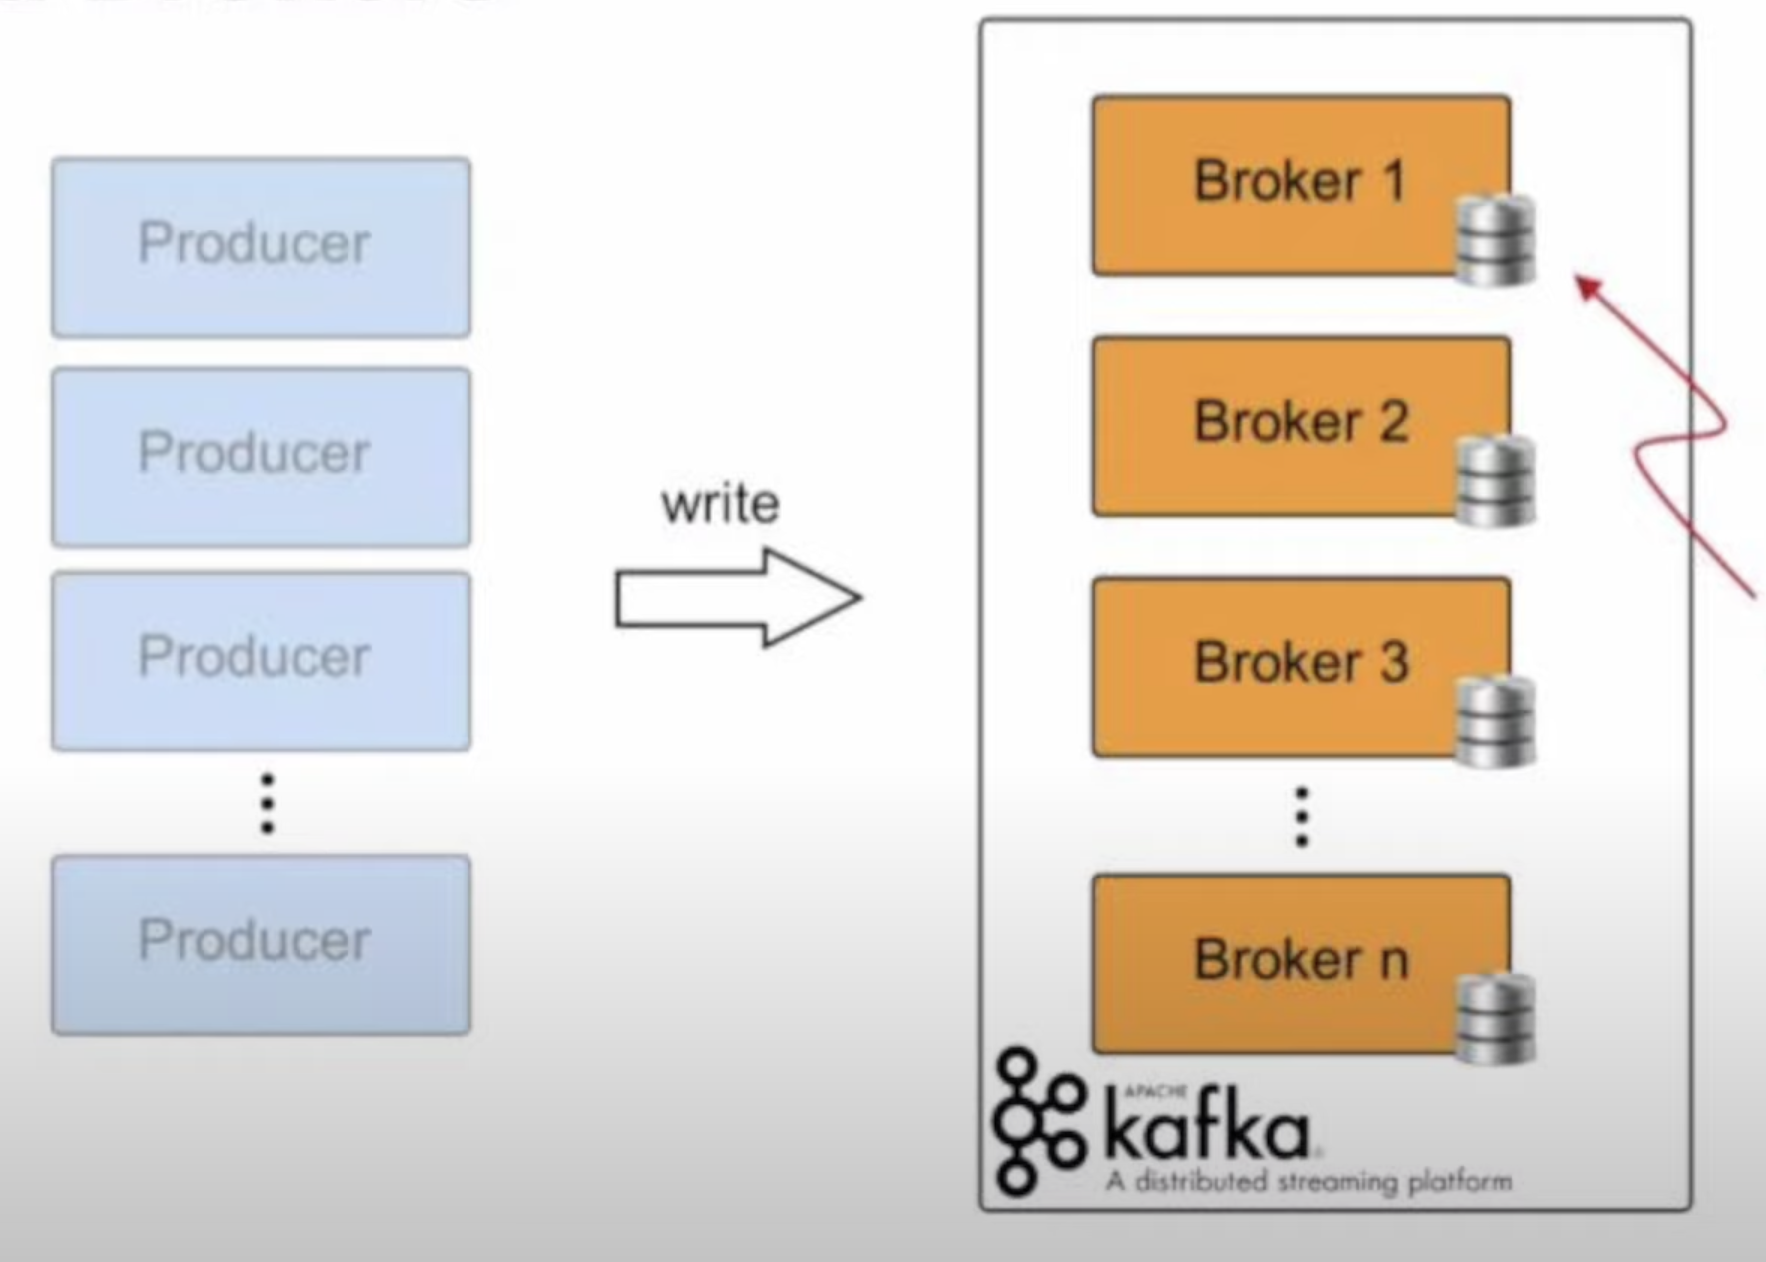 Producer
Producer
Producer
Producer
write
Broker 1
Broker 2
Broker 3
Broker n
APACHE
kafka
A distributed streaming platform